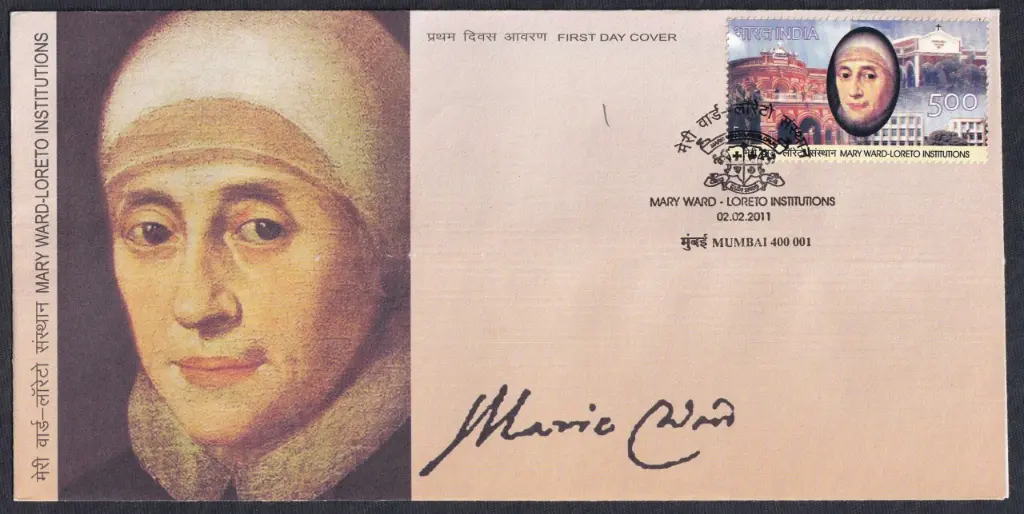 मेरी वार्ड–लॉरेटो संस्थान MARY WARD-LORETO INSTITUTIONS
प्रथम दिवस आवरण FIRST DAY COVER
भारत INDIA
500
मेरी वार्ड–लॉरेटो संस्थान MARY WARD-LORETO INSTITUTIONS
मेरी वार्ड–लॉरेटो संस्थान
MARY WARD - LORETO INSTITUTIONS
02.02.2011
मुंबई MUMBAI 400 001
Marie Ward